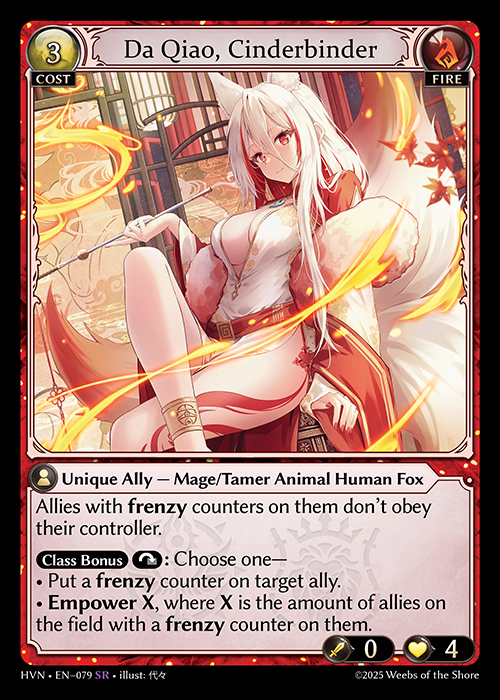 3
Da Qiao, Cinderbinder
COST
FIRE
Unique Ally — Mage/Tamer Animal Human Fox
Allies with frenzy counters on them don't obey
their controller.
Class Bonus : Choose one—
• Put a frenzy counter on target ally.
• Empower X, where X is the amount of allies on
the field with a frenzy counter on them.
0
4
HVN • EN-079 SR • illust: 代々
©2025 Weebs of the Shore